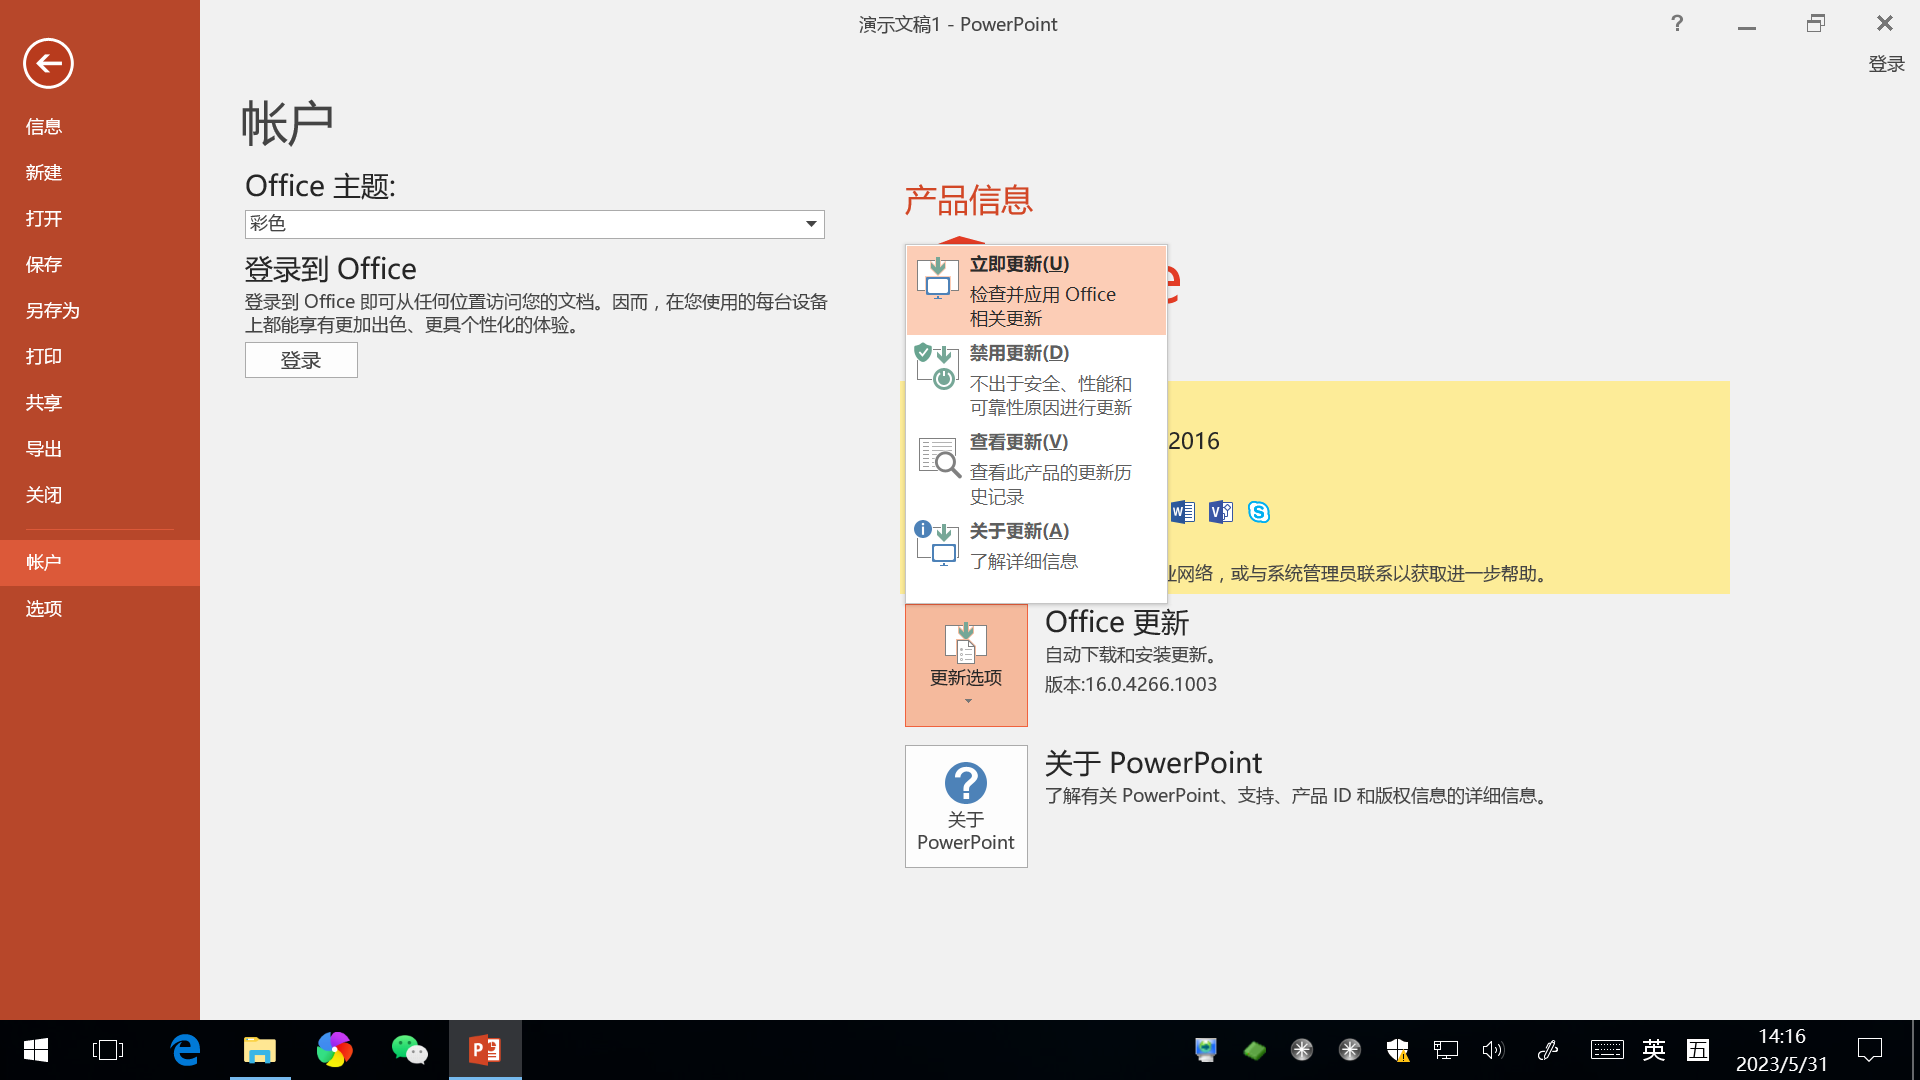 演示文稿1 - PowerPoint
?
登录
信息
新建
打开
保存
另存为
打印
共享
导出
关闭
帐户
选项
帐户
Office 主题:
彩色
登录到 Office
登录到 Office 即可从任何位置访问您的文档。因而，在您使用的每台设备
上都能享有更加出色、更具个性化的体验。
登录
产品信息
e
立即更新(U)
检查并应用 Office
相关更新
禁用更新(D)
不出于安全、性能和
可靠性原因进行更新
查看更新(V)
查看此产品的更新历
史记录
关于更新(A)
了解详细信息
2016
业网络，或与系统管理员联系以获取进一步帮助。
更新选项
Office 更新
自动下载和安装更新。
版本:16.0.4266.1003
关于
PowerPoint
关于 PowerPoint
了解有关 PowerPoint、支持、产品 ID 和版权信息的详细信息。
英
五
14:16
2023/5/31